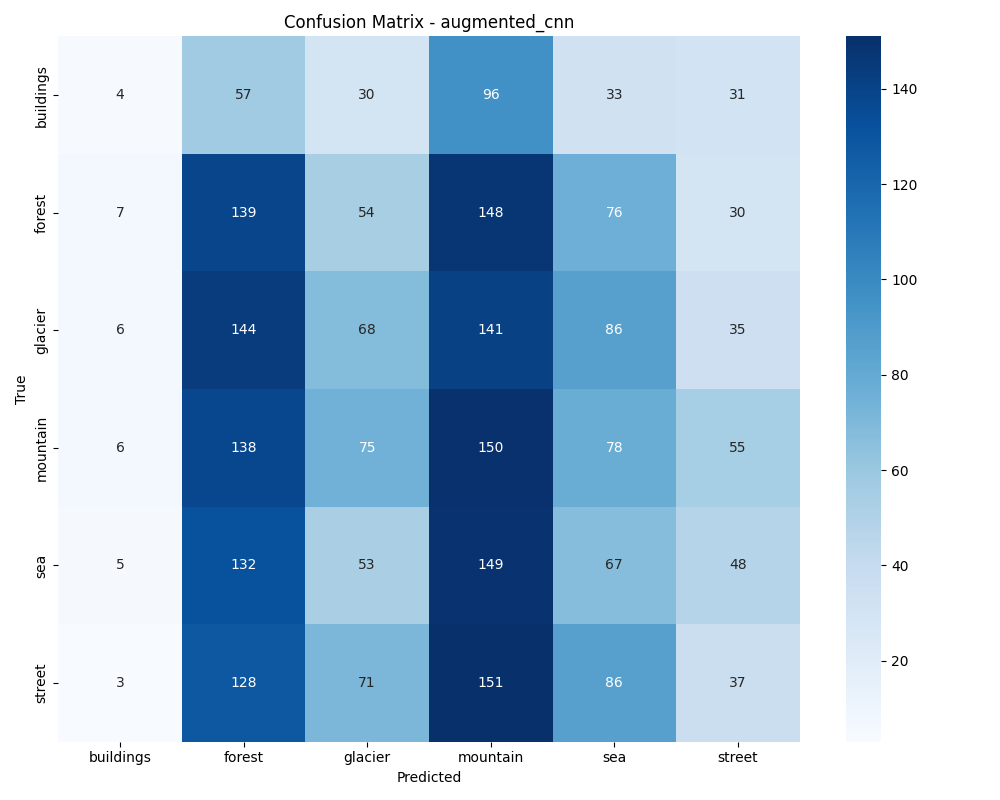 Confusion Matrix - augmented_cnn
buildings 4 57 30 96 33 31
forest 7 139 54 148 76 30
glacier 6 144 68 141 86 35
mountain 6 138 75 150 78 55
sea 5 132 53 149 67 48
street 3 128 71 151 86 37
True
buildings forest glacier mountain sea street
Predicted
140
120
100
80
60
40
20